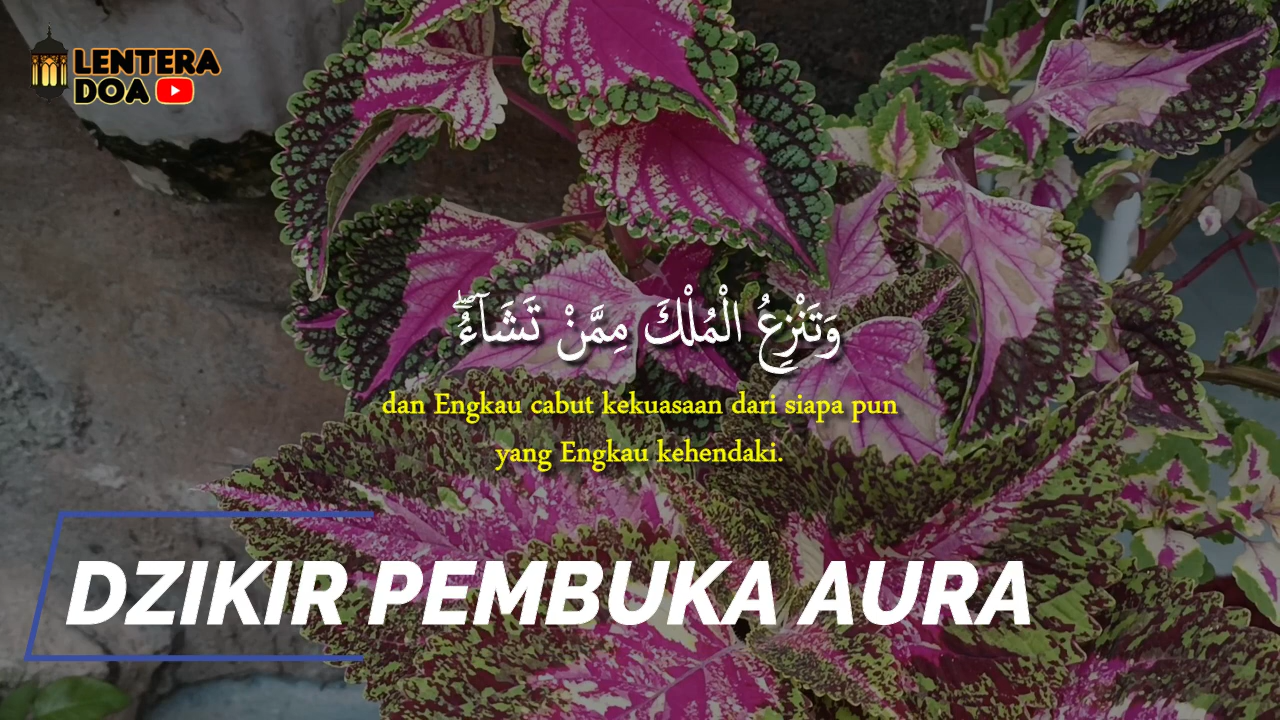 LENTERA
DOA
وَتَنْزِعُ الْمُلْكَ مِمَّنْ تَشَآءُۖ
dan Engkau cabut kekuasaan dari siapa pun
yang Engkau kehendaki.
DZIKIR PEMBUKA AURA